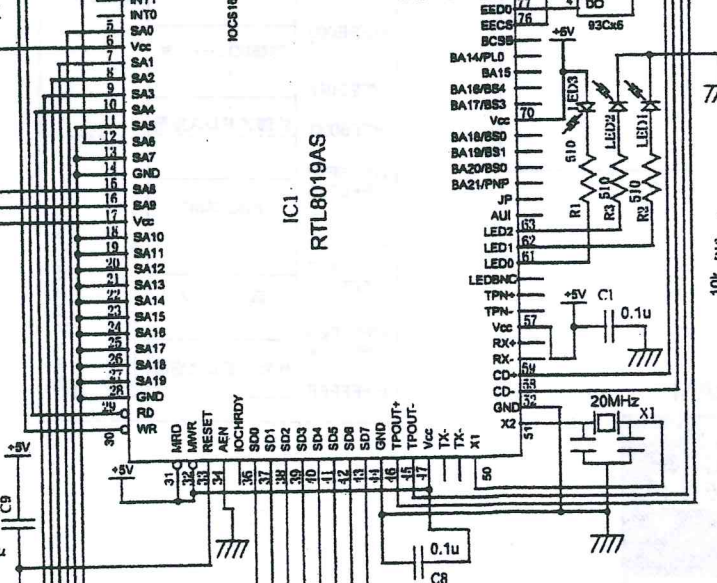 INT0
5 SA0
6 Vcc
7 SA1
8 SA2
9 SA3
10 SA4
11 SA5
12 SA6
13 SA7
14 GND
15 SA8
16 SA9
17 Vcc
18 SA10
19 SA11
20 SA12
21 SA13
22 SA14
23 SA15
24 SA16
25 SA17
26 SA18
27 SA19
28 GND
29 RD
30 WR
IOCS16
IC1
RTL8019AS
77 EED0
76 EECS
BCSB
BA14/PL0
BA15
BA16/BS4
BA17/BS3
70 Vcc
BA18/BS0
BA19/BS1
BA20/BS0
BA21/PNP
JP
AUI
63 LED2
62 LED1
61 LED0
LEDBNC
TPN+
TPN-
57 Vcc
RX+
RX-
59 CD+
58 CD-
52 GND
51 X2
4 DO
93Cx6
+5V
LED3
LED2
LED1
510
510
510
R1
R3
R2
+5V
C1
0.1u
20MHz
X1
MRD
MWR
RESET
AEN
IOCHRDY
SD0
SD1
SD2
SD3
SD4
SD5
SD6
SD7
GND
TPOUT+
TPOUT-
Vcc
TX-
TX-
X1
31
32
33
34
36
37
38
39
40
41
42
43
44
46
45
47
50
+5V
+5V
C9
0.1u
C8
10k